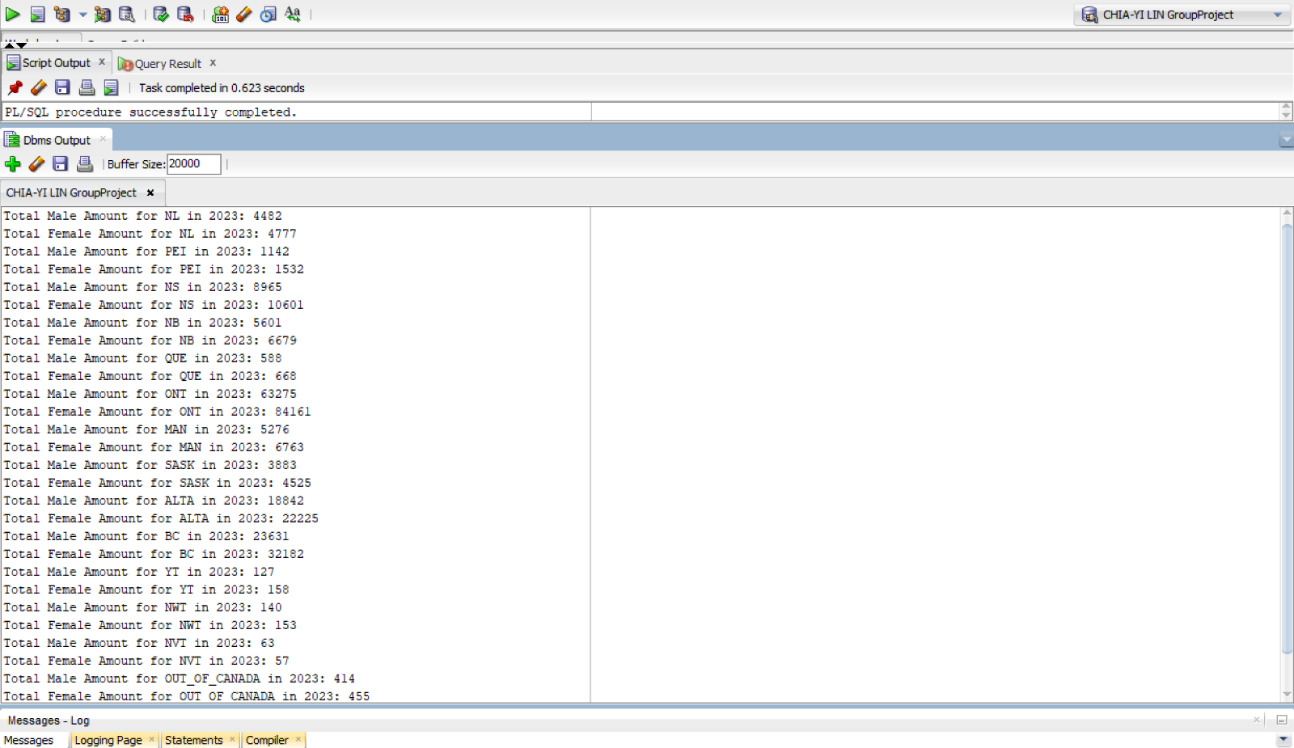 CHIA-YI LIN GroupProject
Script Output x Query Result x
Task completed in 0.623 seconds
PL/SQL procedure successfully completed.
Dbms Output ×
Buffer Size: 20000
CHIA-YI LIN GroupProject ×
Total Male Amount for NL in 2023: 4482
Total Female Amount for NL in 2023: 4777
Total Male Amount for PEI in 2023: 1142
Total Female Amount for PEI in 2023: 1532
Total Male Amount for NS in 2023: 8965
Total Female Amount for NS in 2023: 10601
Total Male Amount for NB in 2023: 5601
Total Female Amount for NB in 2023: 6679
Total Male Amount for QUE in 2023: 588
Total Female Amount for QUE in 2023: 668
Total Male Amount for ONT in 2023: 63275
Total Female Amount for ONT in 2023: 84161
Total Male Amount for MAN in 2023: 5276
Total Female Amount for MAN in 2023: 6763
Total Male Amount for SASK in 2023: 3883
Total Female Amount for SASK in 2023: 4525
Total Male Amount for ALTA in 2023: 18842
Total Female Amount for ALTA in 2023: 22225
Total Male Amount for BC in 2023: 23631
Total Female Amount for BC in 2023: 32182
Total Male Amount for YT in 2023: 127
Total Female Amount for YT in 2023: 158
Total Male Amount for NWT in 2023: 140
Total Female Amount for NWT in 2023: 153
Total Male Amount for NVT in 2023: 63
Total Female Amount for NVT in 2023: 57
Total Male Amount for OUT_OF_CANADA in 2023: 414
Total Female Amount for OUT OF CANADA in 2023: 455
Messages - Log
Messages Logging Page × Statements × Compiler ×